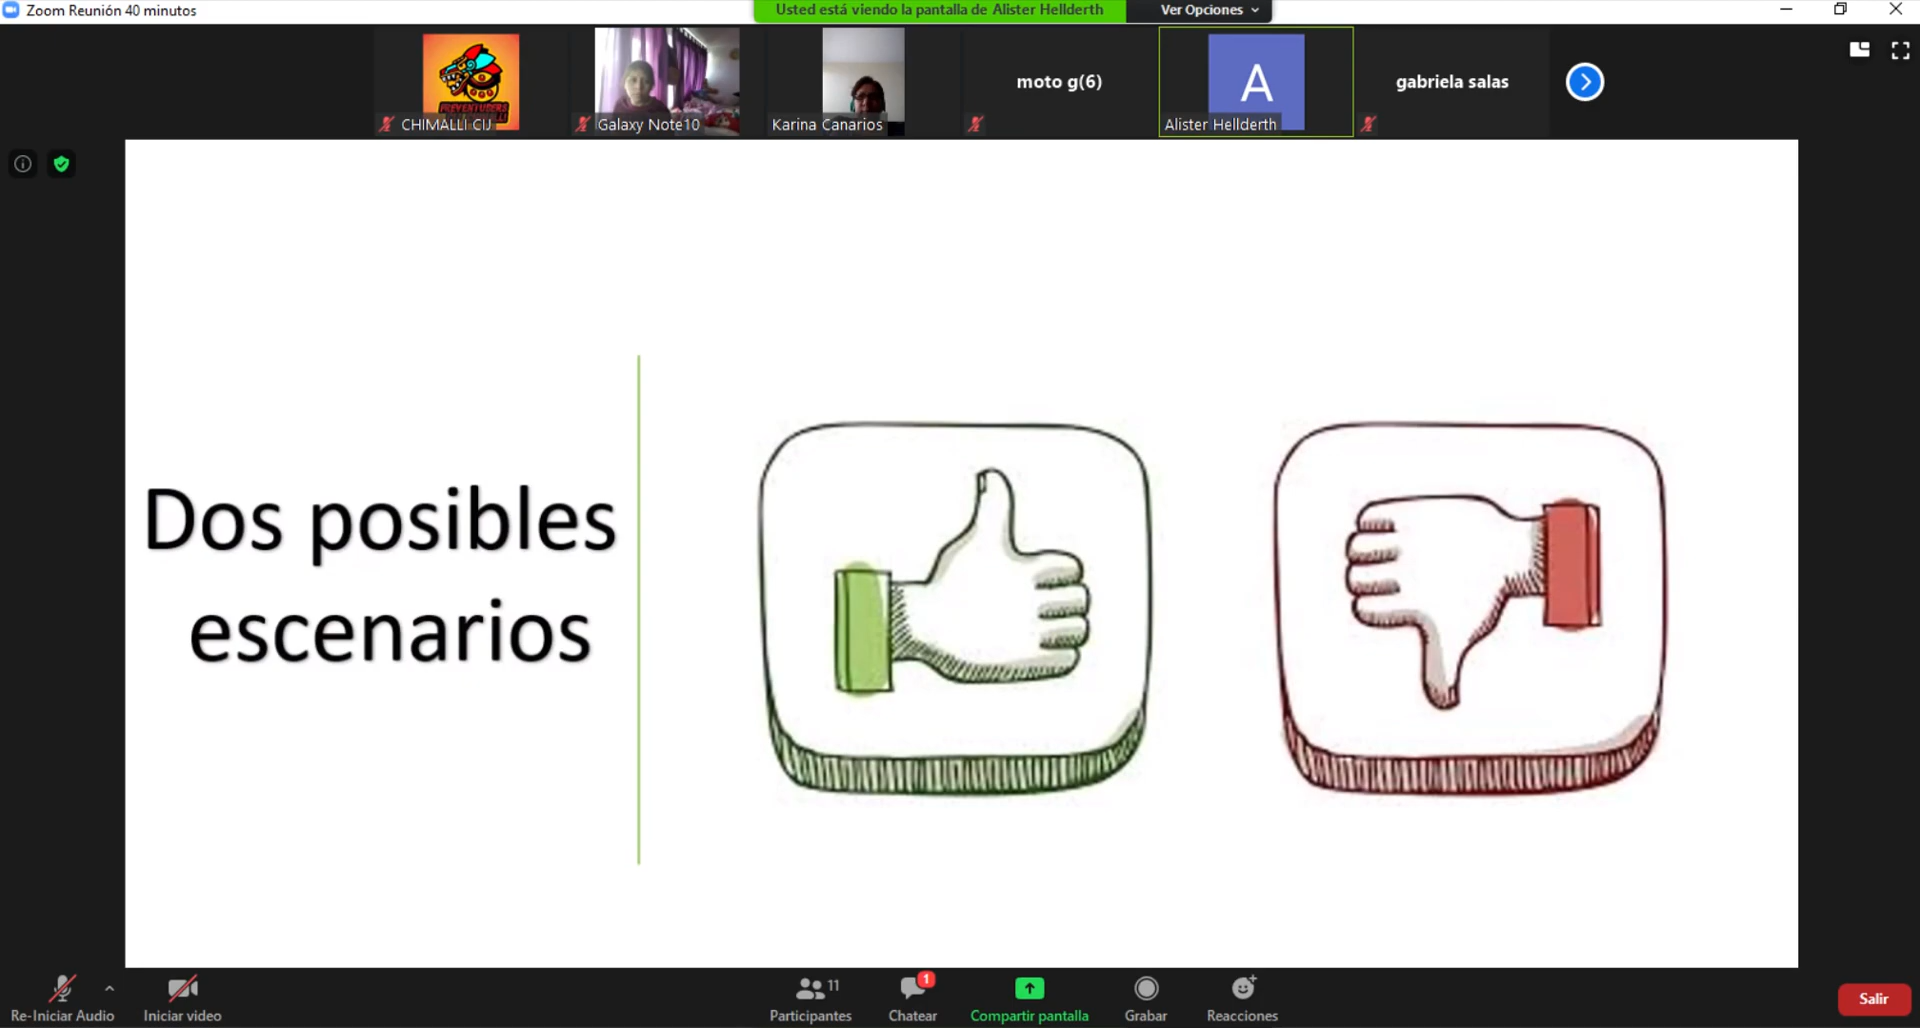 Zoom Reunión 40 minutos
Usted está viendo la pantalla de Alister Hellderth
Ver Opciones
PREVENTUBERS
CHIMALLI CIJ
Galaxy Note10
Karina Canarios
moto g(6)
A
Alister Hellderth
gabriela salas
Dos posibles
escenarios
Re-Iniciar Audio
Iniciar video
11
Participantes
1
Chatear
Compartir pantalla
Grabar
Reacciones
Salir